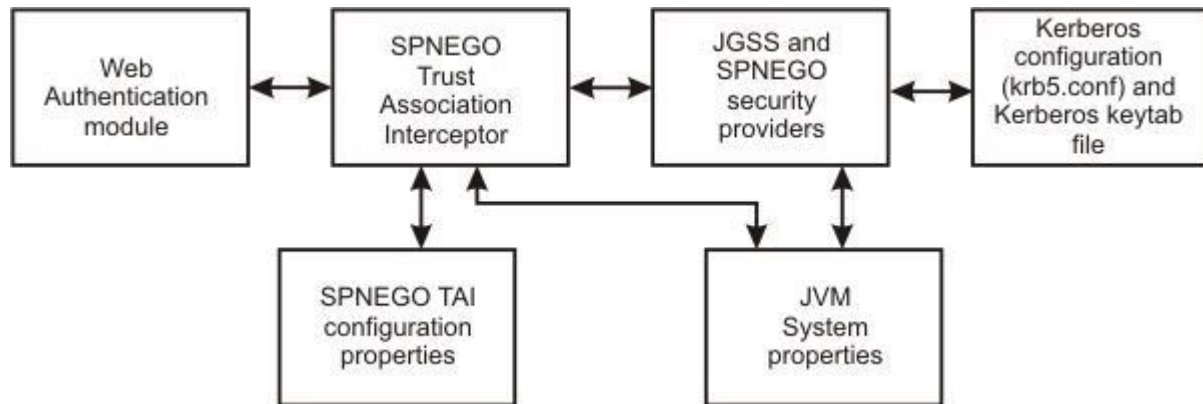 Web
Authentication
module
SPNEGO
Trust
Association
Interceptor
JGSS and
SPNEGO
security
providers
Kerberos
configuration
(krb5.conf) and
Kerberos keytab
file
SPNEGO TAI
configuration
properties
JVM
System
properties